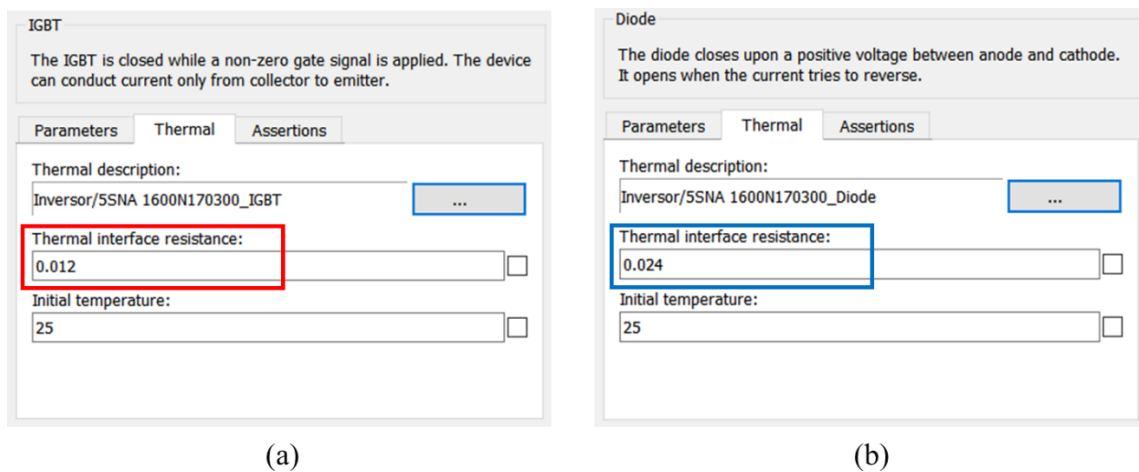 IGBT
The IGBT is closed while a non-zero gate signal is applied. The device
can conduct current only from collector to emitter.
Parameters Thermal Assertions
Thermal description:
Inversor/5SNA 1600N170300_IGBT ...
Thermal interface resistance:
0.012
Initial temperature:
25
(a)
Diode
The diode closes upon a positive voltage between anode and cathode.
It opens when the current tries to reverse.
Parameters Thermal Assertions
Thermal description:
Inversor/5SNA 1600N170300_Diode ...
Thermal interface resistance:
0.024
Initial temperature:
25
(b)